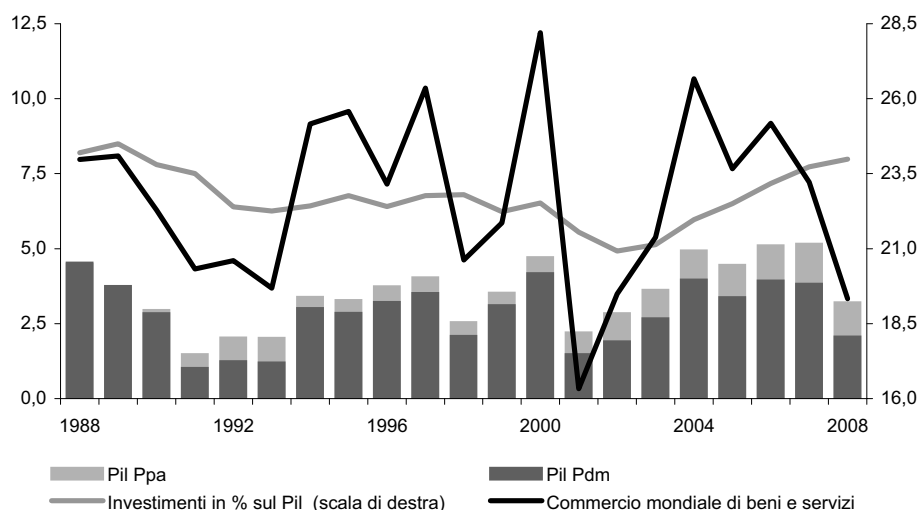 12,5 28,5
10,0 26,0
7,5 23,5
5,0 21,0
2,5 18,5
0,0 16,0
1988 1992 1996 2000 2004 2008
Pil Ppa Pil Pdm
Investimenti in % sul Pil (scala di destra) Commercio mondiale di beni e servizi